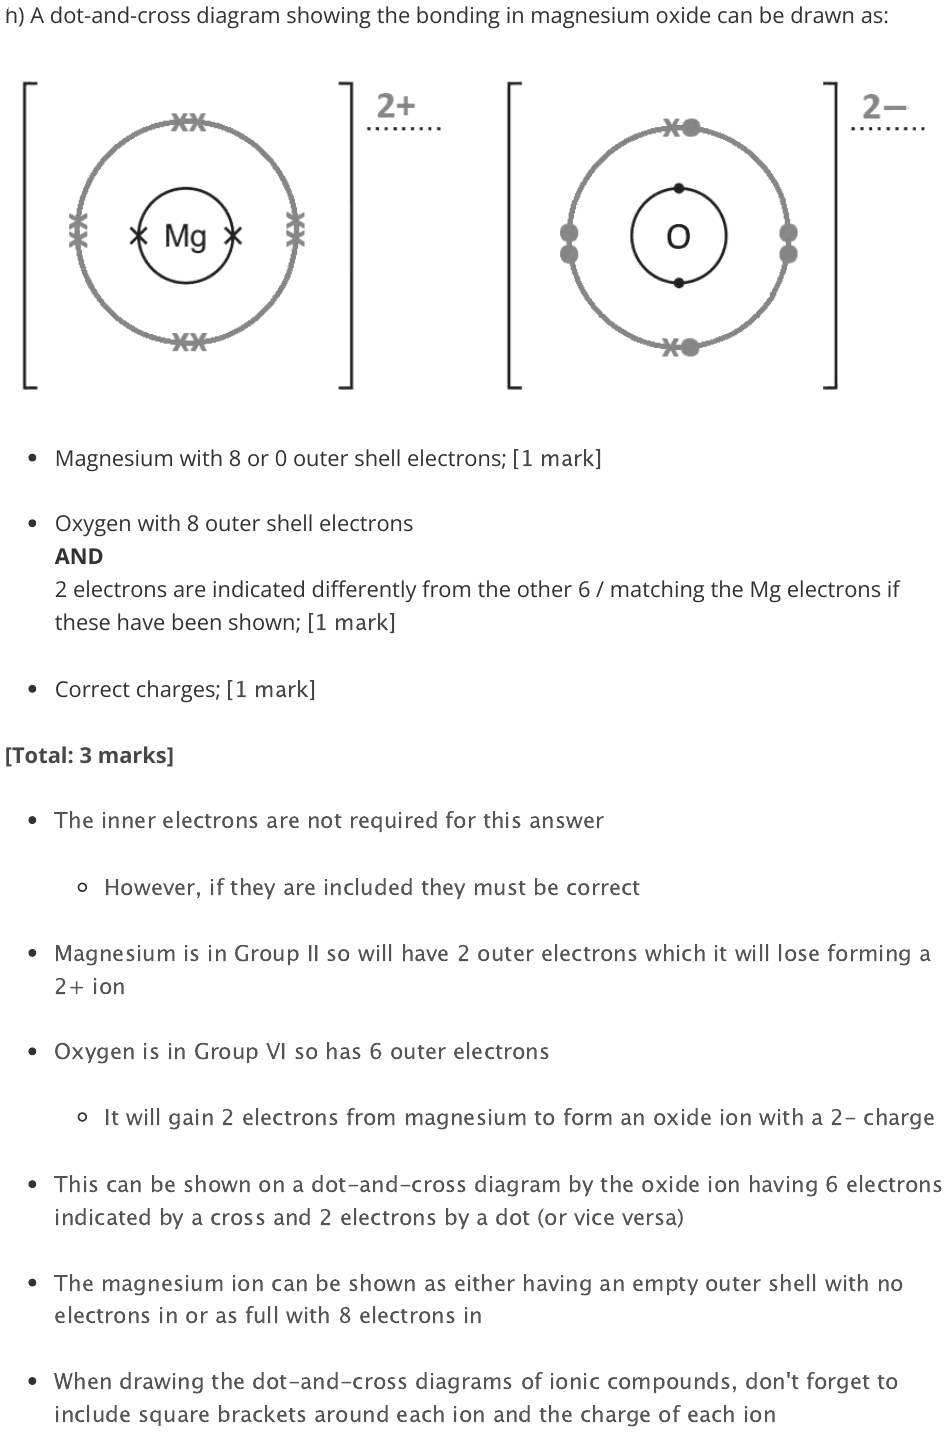 h) A dot-and-cross diagram showing the bonding in magnesium oxide can be drawn as:
2+
2−
Mg
O
• Magnesium with 8 or 0 outer shell electrons; [1 mark]
• Oxygen with 8 outer shell electrons
AND
2 electrons are indicated differently from the other 6 / matching the Mg electrons if
these have been shown; [1 mark]
• Correct charges; [1 mark]
[Total: 3 marks]
• The inner electrons are not required for this answer
○ However, if they are included they must be correct
• Magnesium is in Group II so will have 2 outer electrons which it will lose forming a
2+ ion
• Oxygen is in Group VI so has 6 outer electrons
○ It will gain 2 electrons from magnesium to form an oxide ion with a 2− charge
• This can be shown on a dot-and-cross diagram by the oxide ion having 6 electrons
indicated by a cross and 2 electrons by a dot (or vice versa)
• The magnesium ion can be shown as either having an empty outer shell with no
electrons in or as full with 8 electrons in
• When drawing the dot-and-cross diagrams of ionic compounds, don't forget to
include square brackets around each ion and the charge of each ion